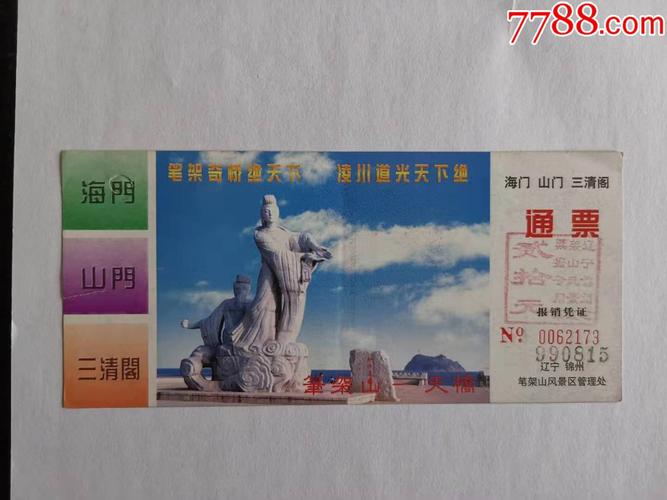 7788.com
海門
山門
三清閣
笔架奇桥绝天下 凌川道光天下绝
筆架山一天橋
海门 山门 三清阁
通票
贰拾元
报销凭证
No. 0062173
990815
辽宁 锦州
笔架山风景区管理处